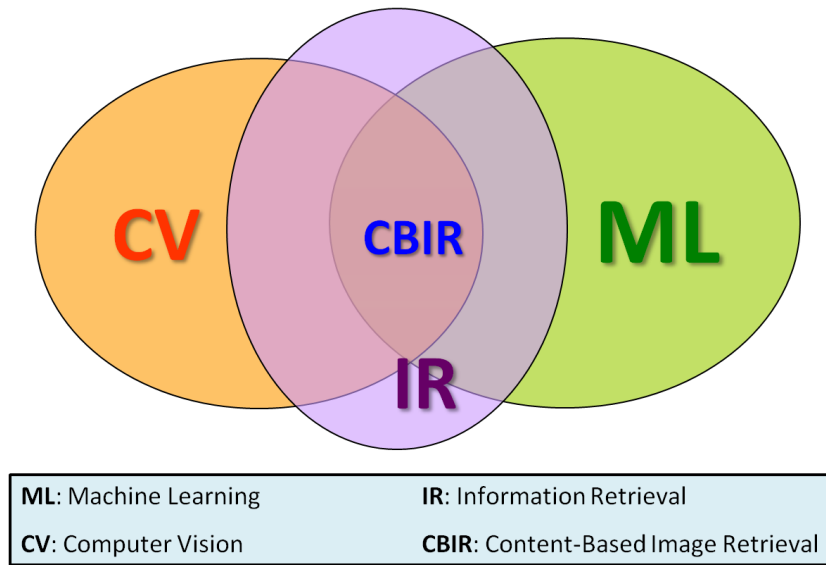 CV
CBIR
ML
IR
ML: Machine Learning
IR: Information Retrieval
CV: Computer Vision
CBIR: Content-Based Image Retrieval